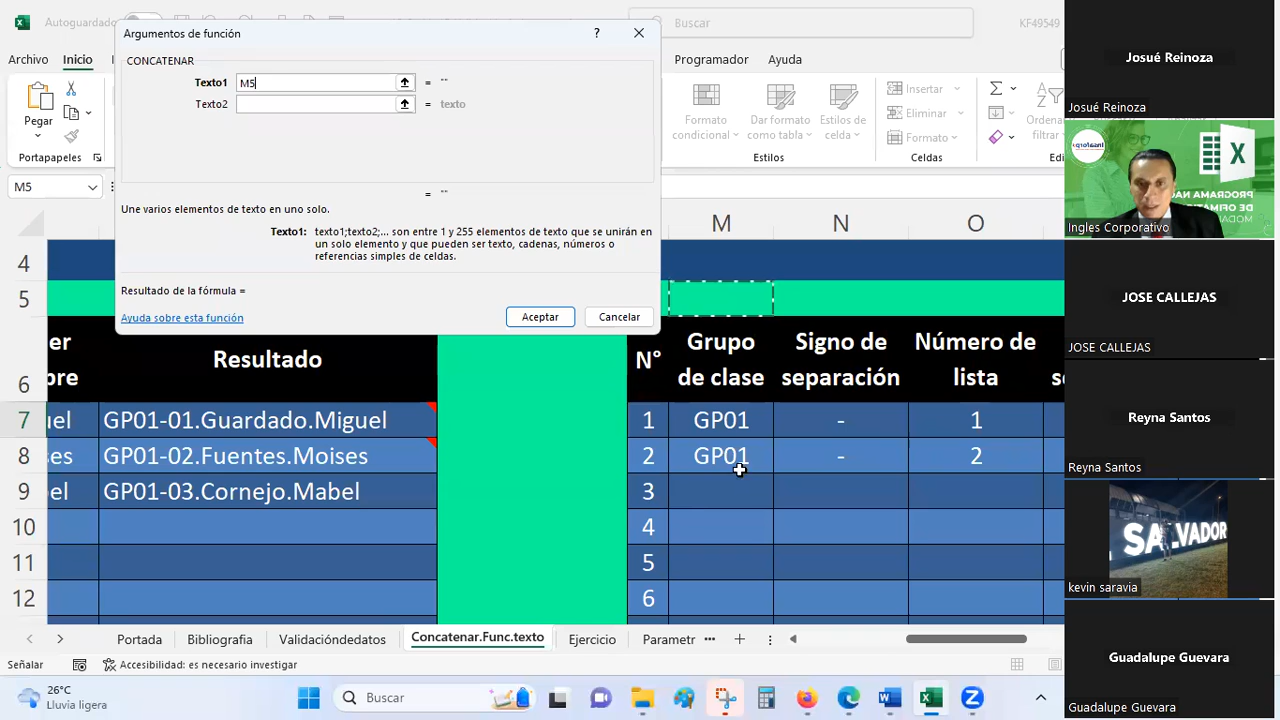 Autoguardado
Buscar
KF49549
Argumentos de función
?
Archivo
Inicio
Programador
Ayuda
CONCATENAR
Texto1
M5
= ""
Texto2
= texto
= ""
Une varios elementos de texto en uno solo.
Texto1: texto1;texto2;... son entre 1 y 255 elementos de texto que se unirán en
un solo elemento y que pueden ser texto, cadenas, números o
referencias simples de celdas.
Resultado de la fórmula =
Ayuda sobre esta función
Aceptar
Cancelar
Pegar
Portapapeles
Formato
condicional
Dar formato
como tabla
Estilos de
celda
Estilos
Insertar
Eliminar
Formato
Celdas
Ordenar
filtrar
M5
M N O
4
5
6
Resultado
N°
Grupo
de clase
Signo de
separación
Número de
lista
7 GP01-01.Guardado.Miguel 1 GP01 - 1
8 GP01-02.Fuentes.Moises 2 GP01 - 2
9 GP01-03.Cornejo.Mabel 3
10 4
11 5
12 6
Portada
Bibliografia
Validacióndedatos
Concatenar.Func.texto
Ejercicio
Parametr
Señalar
Accesibilidad: es necesario investigar
26°C
Lluvia ligera
Buscar
Josué Reinoza
Josué Reinoza
Insaforp
PROGRAMA NAC
DE OFIMATIC
MODAL
Ingles Corporativo
JOSE CALLEJAS
JOSE CALLEJAS
Reyna Santos
Reyna Santos
SALVADOR
kevin saravia
Guadalupe Guevara
Guadalupe Guevara